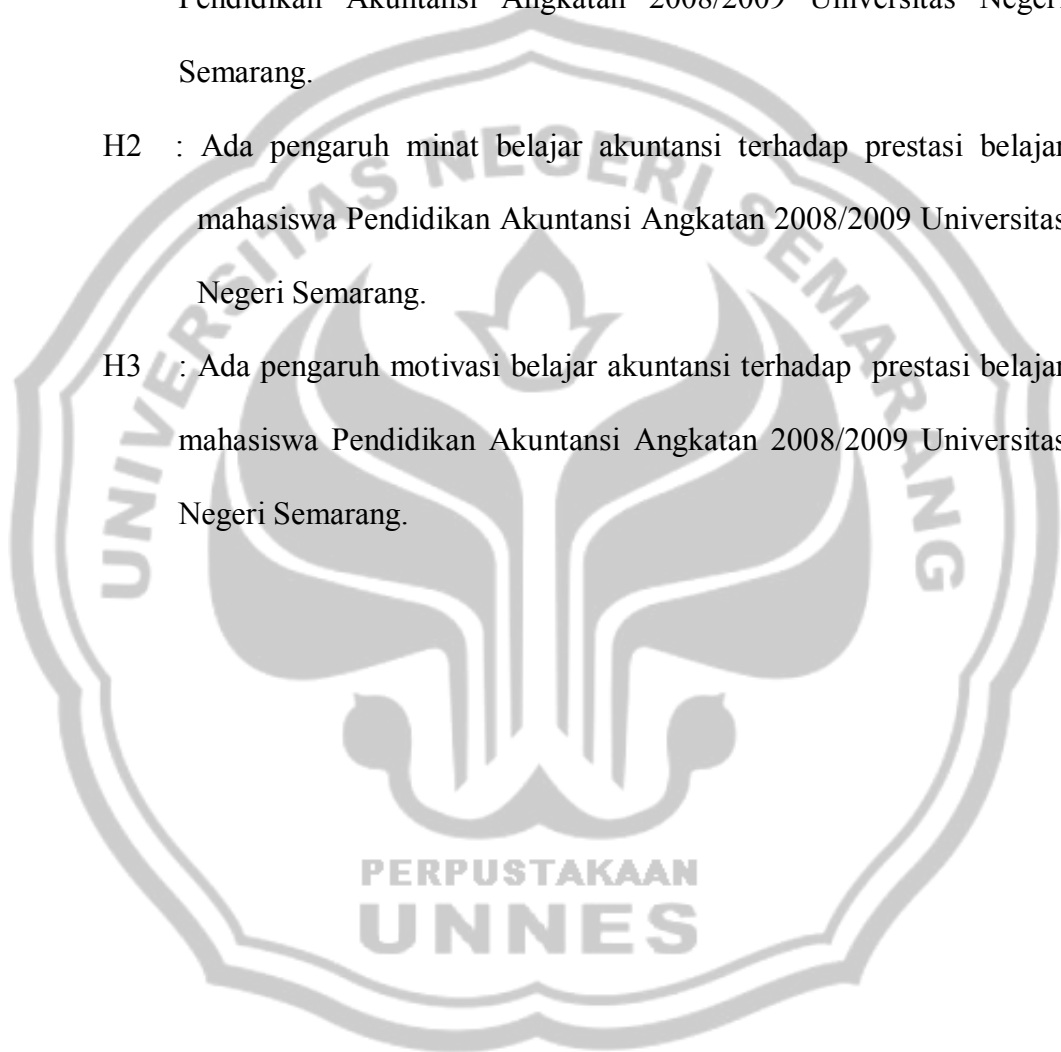 Pendidikan Akuntansi Angkatan 2008/2009 Universitas Negeri
Semarang.
H2 : Ada pengaruh minat belajar akuntansi terhadap prestasi belajar
mahasiswa Pendidikan Akuntansi Angkatan 2008/2009 Universitas
Negeri Semarang.
H3 : Ada pengaruh motivasi belajar akuntansi terhadap prestasi belajar
mahasiswa Pendidikan Akuntansi Angkatan 2008/2009 Universitas
Negeri Semarang.
UNIVERSITAS NEGERI SEMARANG
PERPUSTAKAAN
UNNES